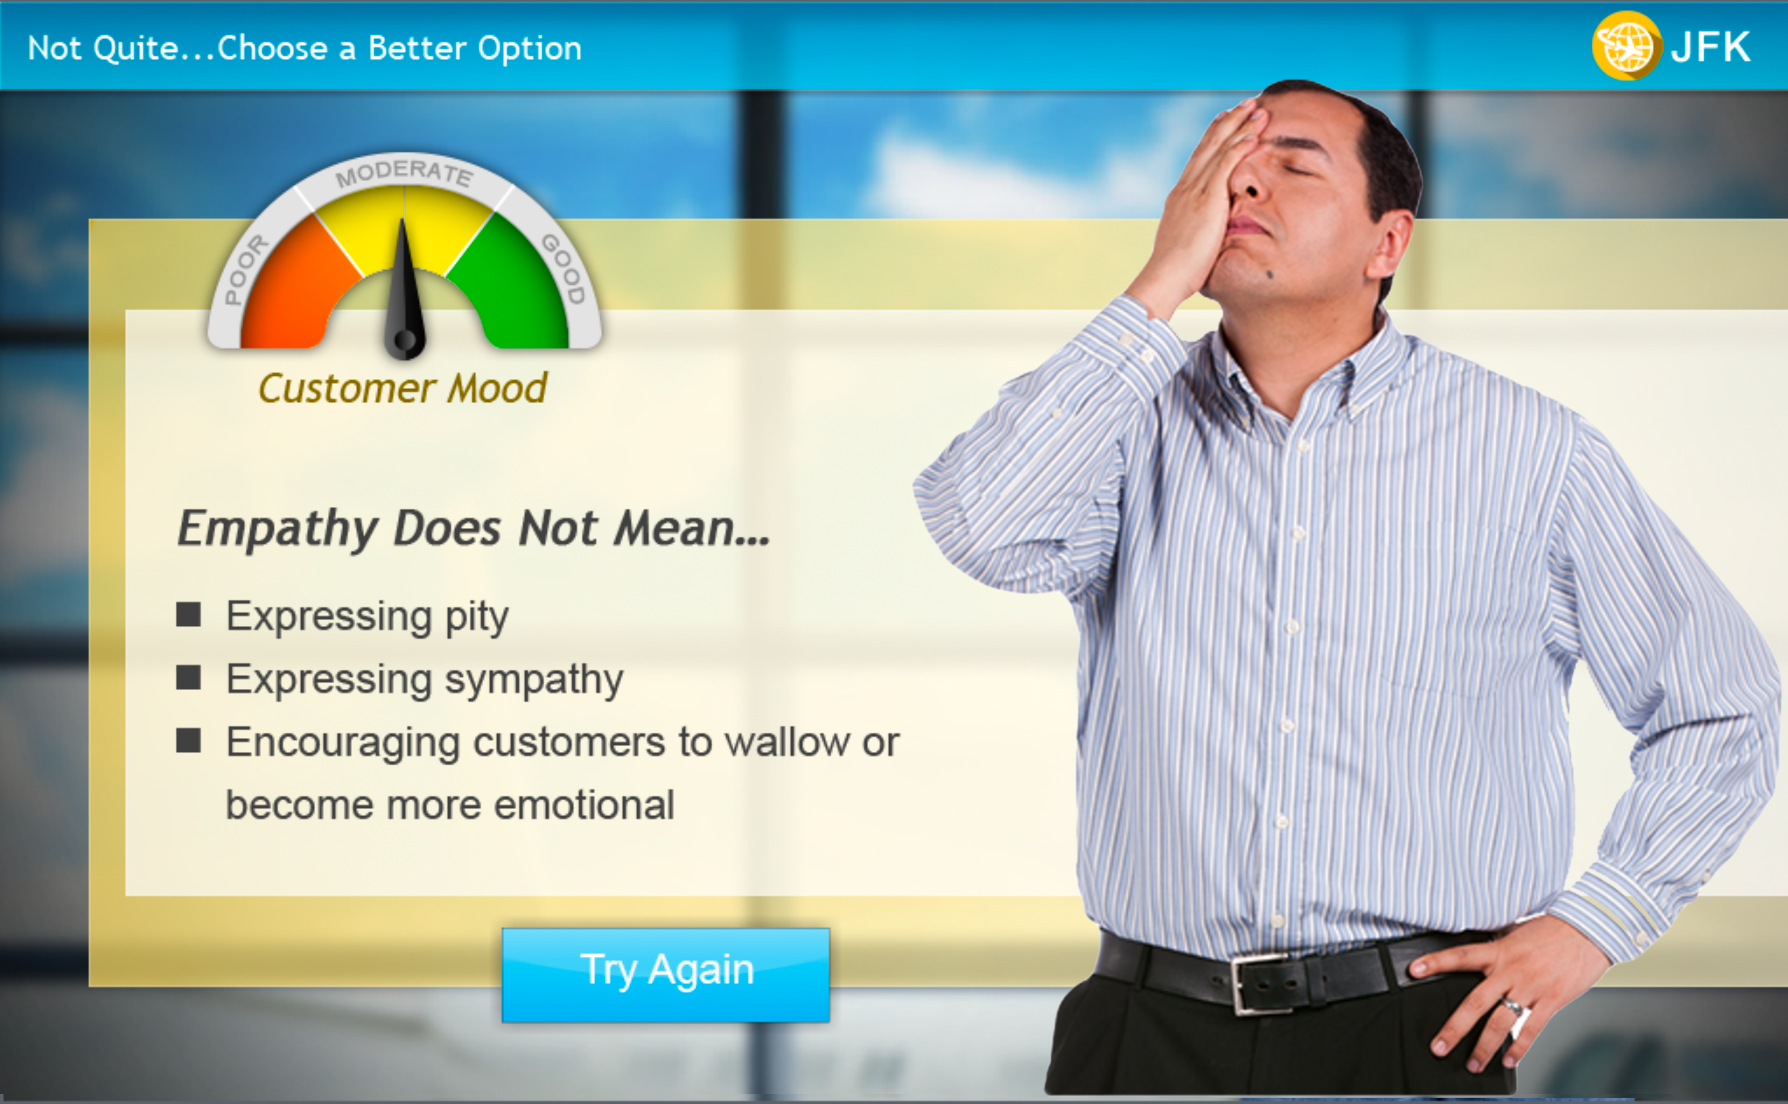 Not Quite...Choose a Better Option
JFK
POOR
MODERATE
GOOD
Customer Mood
Empathy Does Not Mean...
Expressing pity
Expressing sympathy
Encouraging customers to wallow or
become more emotional
Try Again